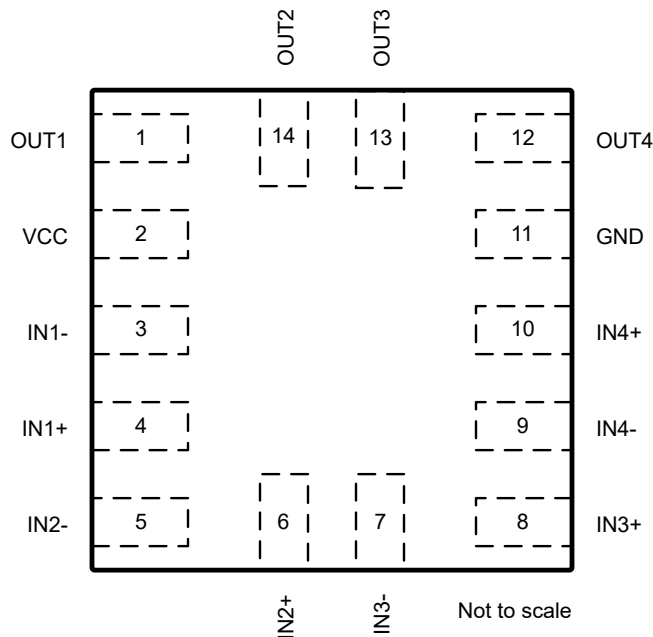 OUT2
OUT3
OUT1
1
14
13
12
OUT4
VCC
2
11
GND
IN1-
3
10
IN4+
IN1+
4
9
IN4-
IN2-
5
6
7
8
IN3+
IN2+
IN3-
Not to scale